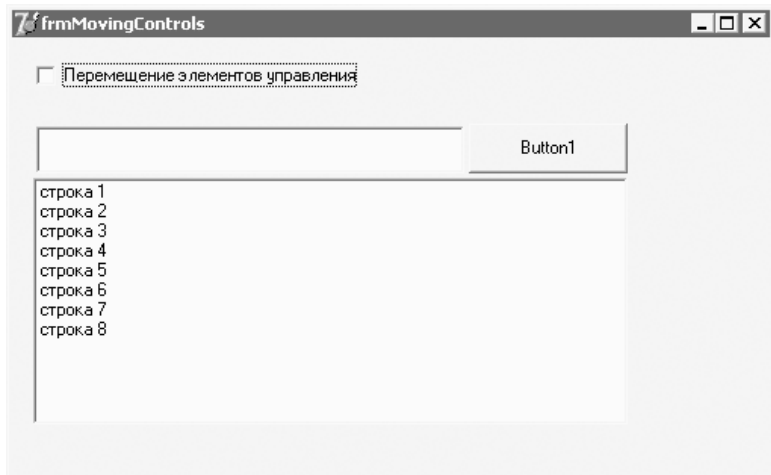 frmMovingControls
Перемещение элементов управления
Button1
строка 1
строка 2
строка 3
строка 4
строка 5
строка 6
строка 7
строка 8